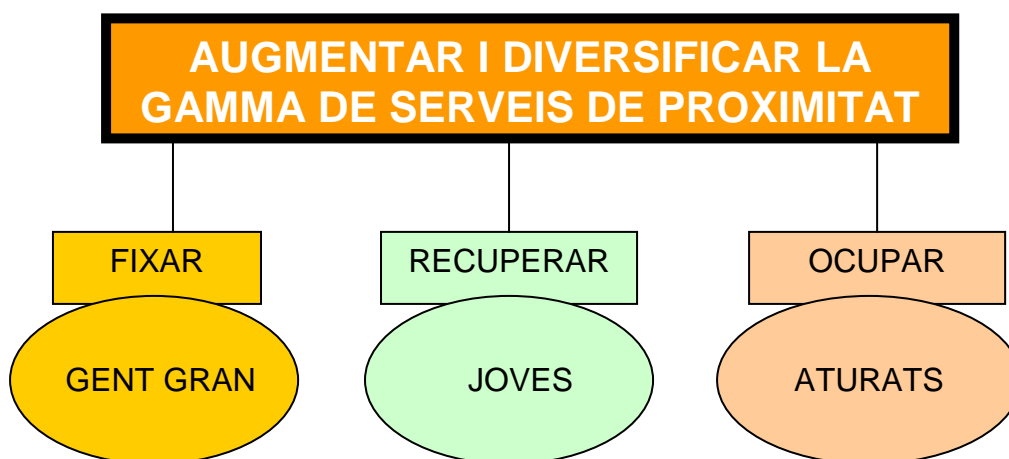 AUGMENTAR I DIVERSIFICAR LA
GAMMA DE SERVEIS DE PROXIMITAT
FIXAR
RECUPERAR
OCUPAR
GENT GRAN
JOVES
ATURATS